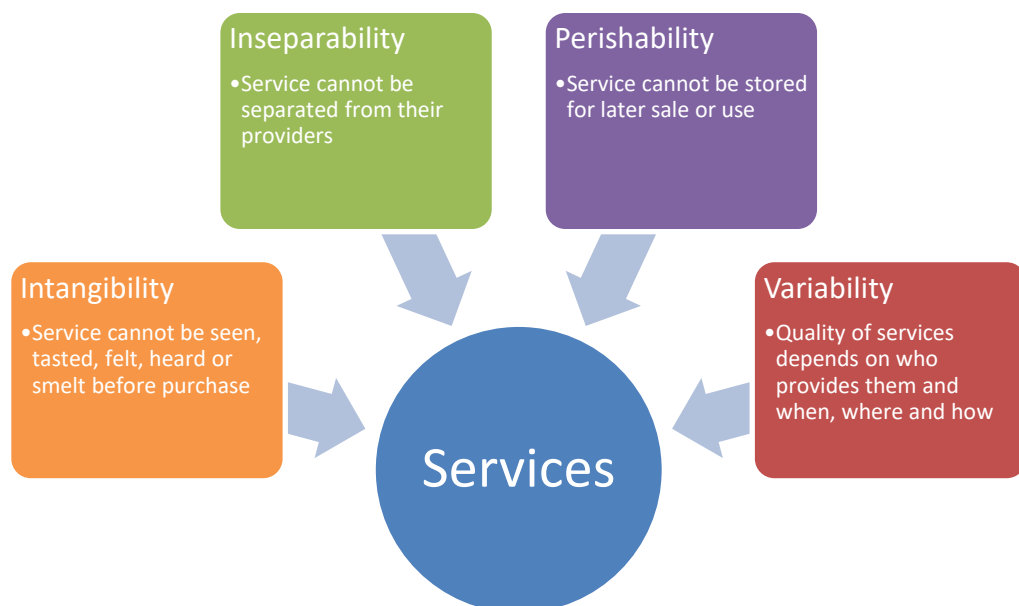 Inseparability
•Service cannot be
separated from their
providers
Perishability
•Service cannot be stored
for later sale or use
Intangibility
•Service cannot be seen,
tasted, felt, heard or
smelt before purchase
Variability
•Quality of services
depends on who
provides them and
when, where and how
Services